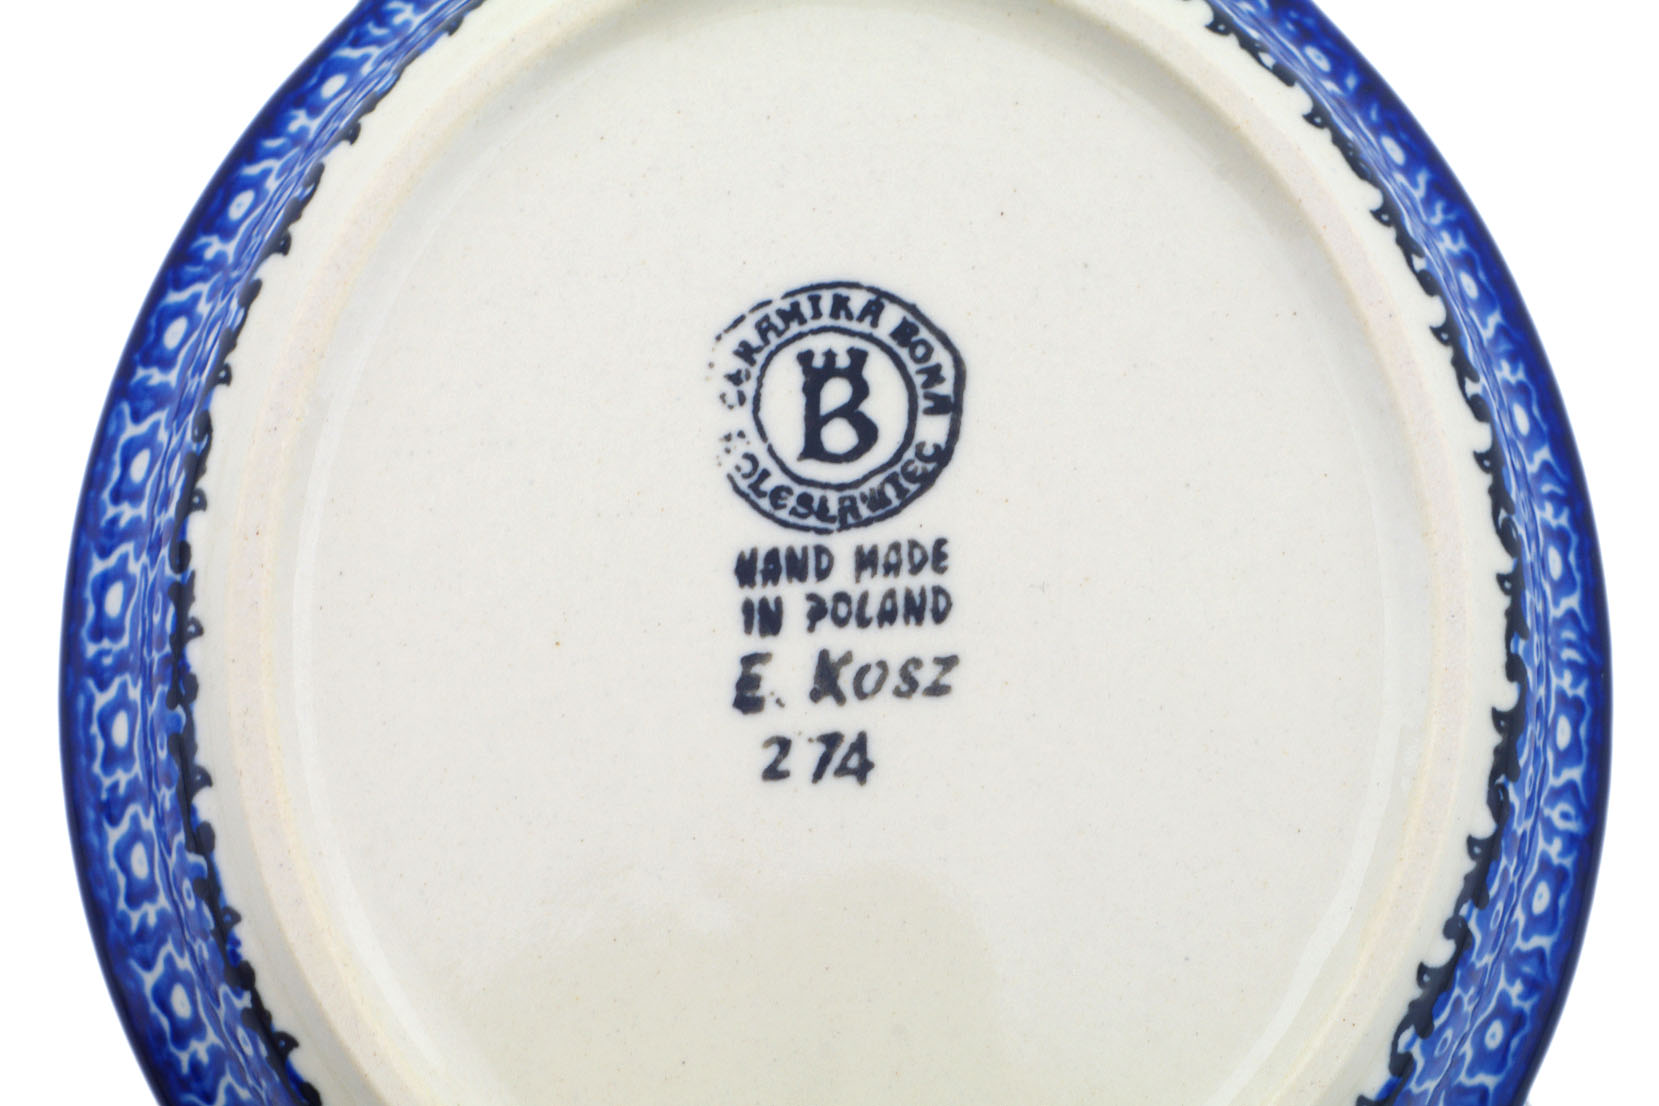 CERAMIKA BONA
BOLESŁAWIEC
B
HAND MADE
IN POLAND
E. KOSZ
274